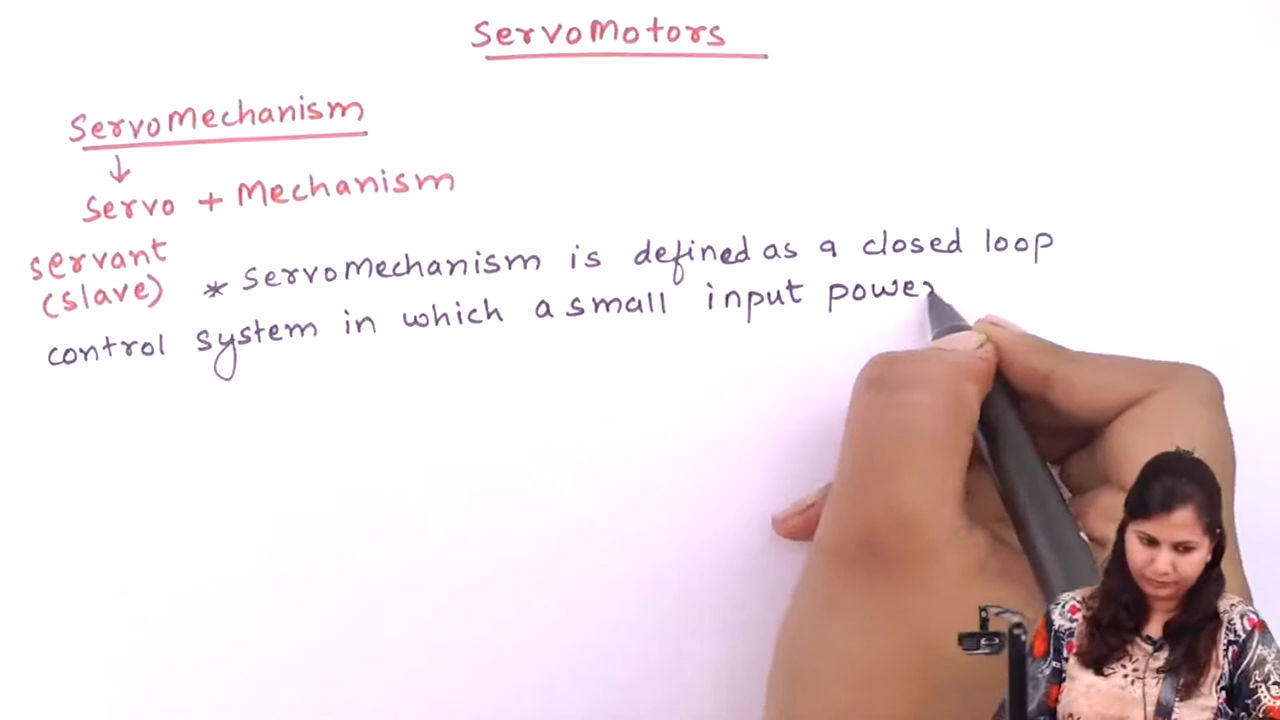 ServoMotors
ServoMechanism
↓
Servo + Mechanism
servant
(slave)
* servoMechanism is defined as a closed loop
control system in which a small input power